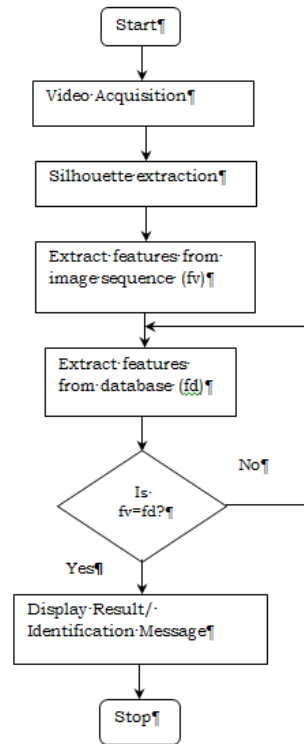 Start¶
Video·Acquisition¶
Silhouette·extraction¶
Extract·features·from·
image·sequence·(fv)¶
Extract·features·
from·database·(fd)¶
No¶
Is·
fv=fd?¶
Yes¶
Display·Result/·
Identification·Message¶
Stop¶